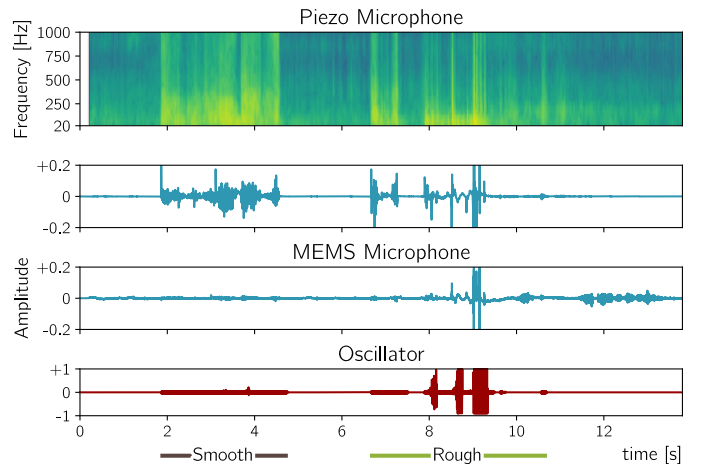 Piezo Microphone
Frequency [Hz]
1000
750
500
250
20
+0.2
0
-0.2
MEMS Microphone
Amplitude
+0.2
0
-0.2
Oscillator
+1
0
-1
0 2 4 6 8 10 12
Smooth Rough time [s]